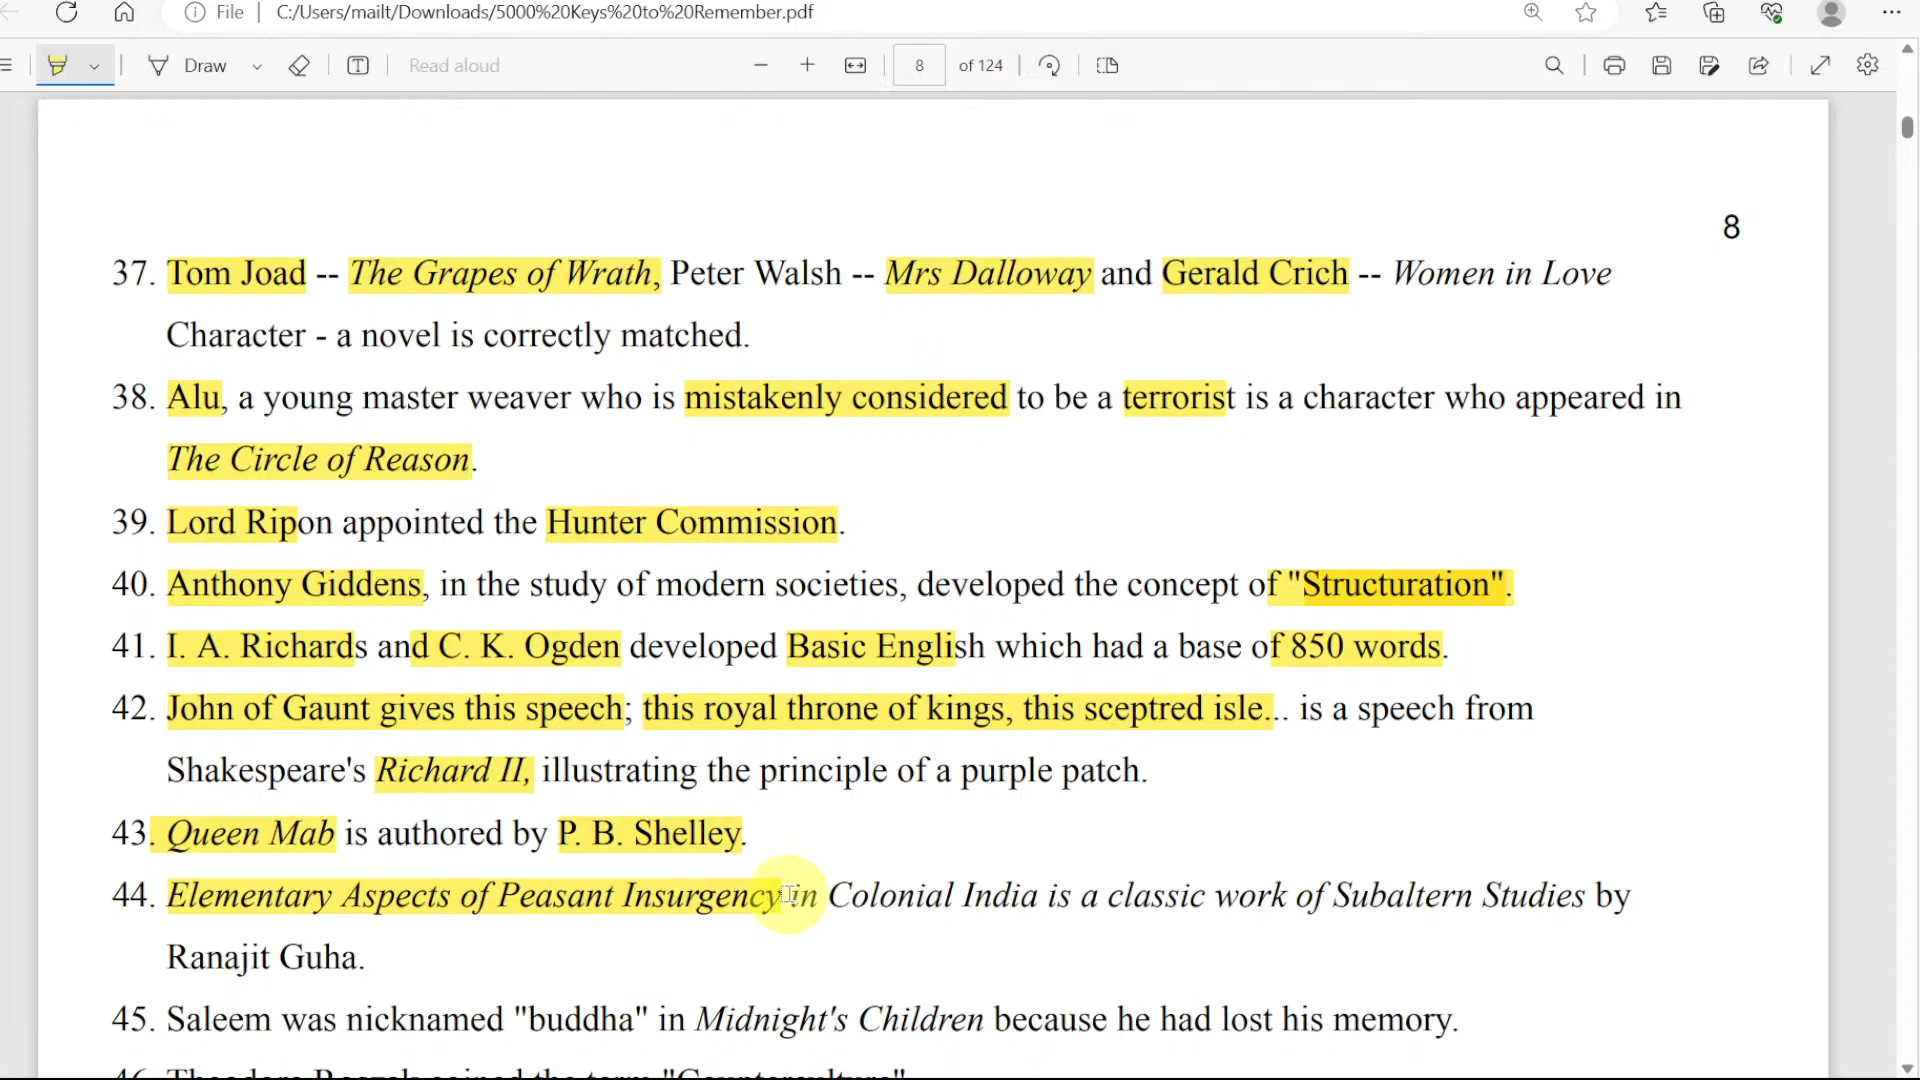 File C:/Users/mailt/Downloads/5000%20Keys%20to%20Remember.pdf
Draw Read aloud 8 of 124
8
37. Tom Joad -- The Grapes of Wrath, Peter Walsh -- Mrs Dalloway and Gerald Crich -- Women in Love
Character - a novel is correctly matched.
38. Alu, a young master weaver who is mistakenly considered to be a terrorist is a character who appeared in
The Circle of Reason.
39. Lord Ripon appointed the Hunter Commission.
40. Anthony Giddens, in the study of modern societies, developed the concept of "Structuration".
41. I. A. Richards and C. K. Ogden developed Basic English which had a base of 850 words.
42. John of Gaunt gives this speech; this royal throne of kings, this sceptred isle... is a speech from
Shakespeare's Richard II, illustrating the principle of a purple patch.
43. Queen Mab is authored by P. B. Shelley.
44. Elementary Aspects of Peasant Insurgency in Colonial India is a classic work of Subaltern Studies by
Ranajit Guha.
45. Saleem was nicknamed "buddha" in Midnight's Children because he had lost his memory.
46. Theodore Roszak coined the term "Counterculture"